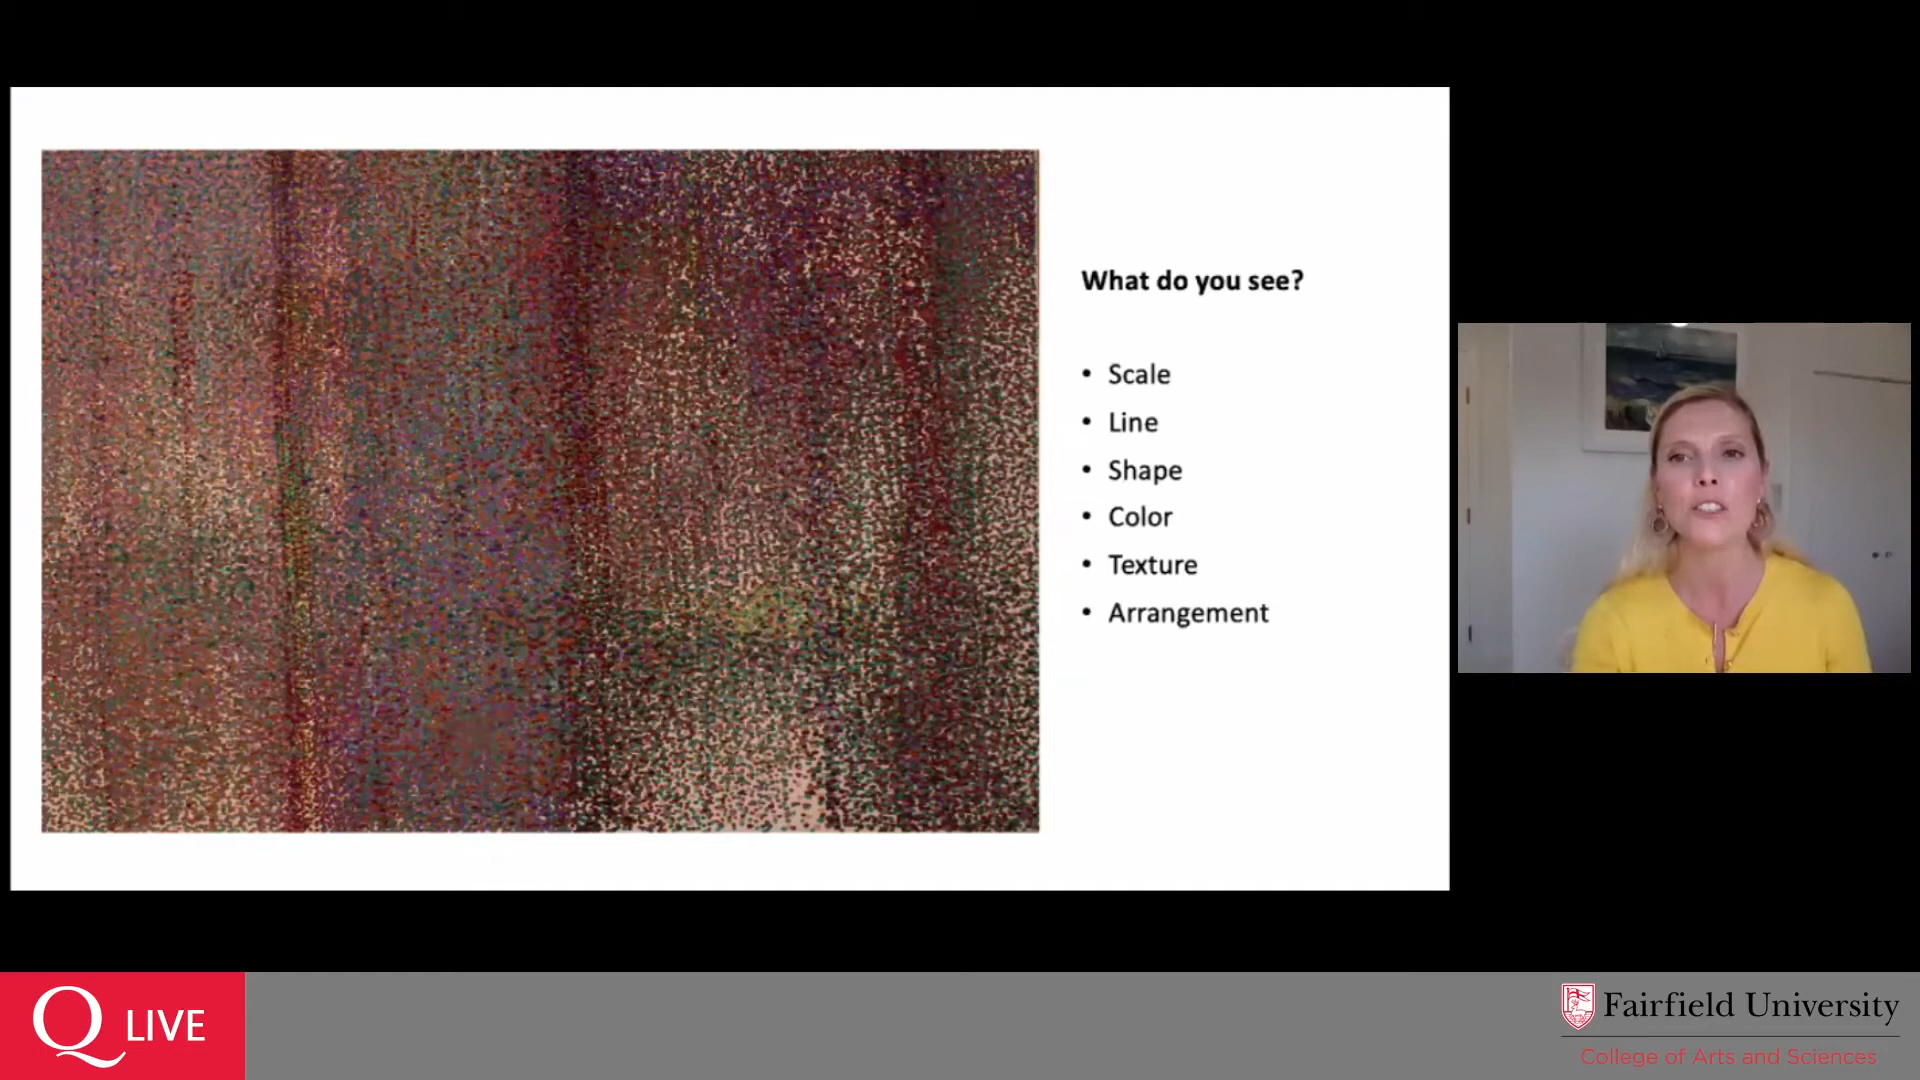 What do you see?
• Scale
• Line
• Shape
• Color
• Texture
• Arrangement
Q LIVE
Fairfield University
College of Arts and Sciences